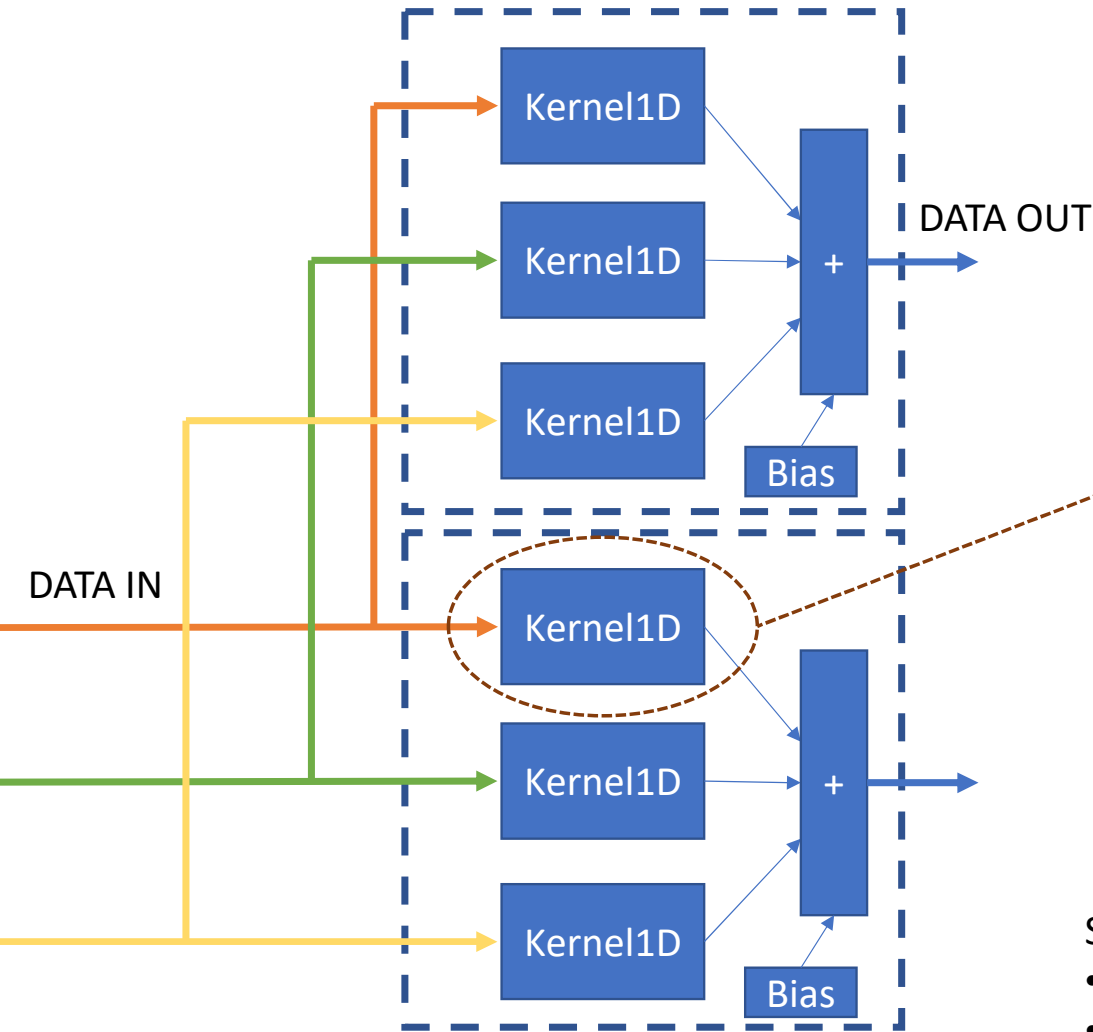 Kernel1D
Kernel1D
+
DATA OUT
Kernel1D
Bias
DATA IN
Kernel1D
Kernel1D
+
Kernel1D
Bias
S
•
•